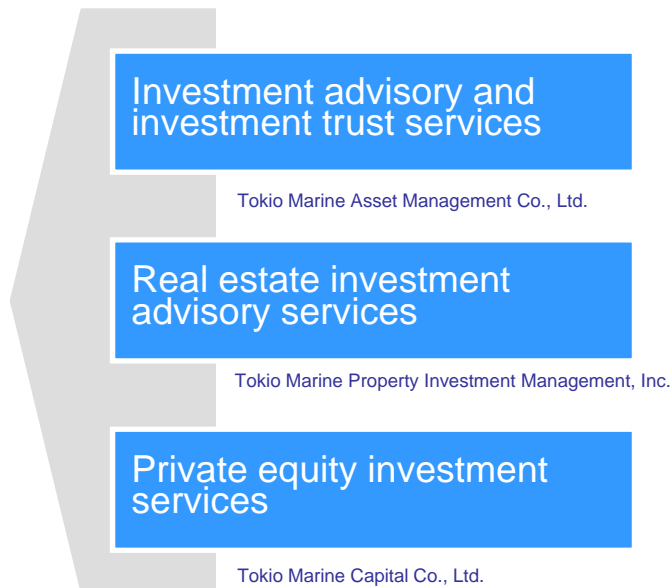 Investment advisory and
investment trust services
Tokio Marine Asset Management Co., Ltd.
Real estate investment
advisory services
Tokio Marine Property Investment Management, Inc.
Private equity investment
services
Tokio Marine Capital Co., Ltd.